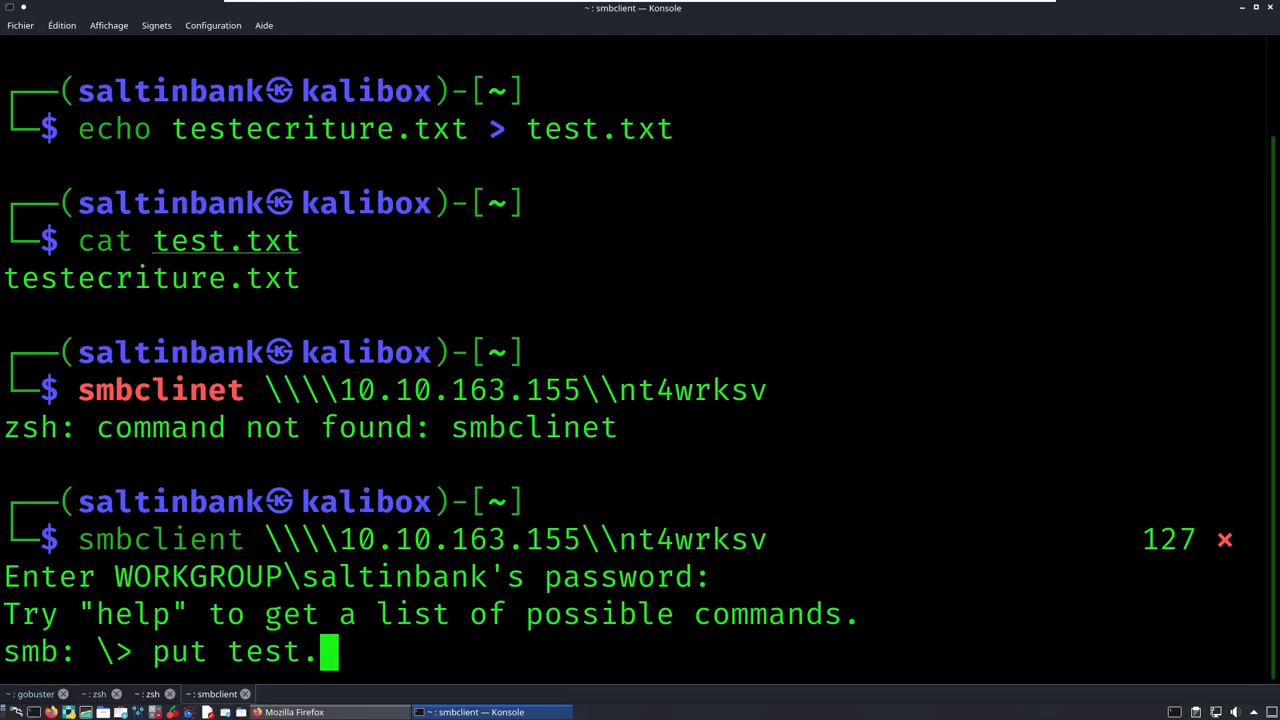 ~ : smbclient — Konsole
Fichier Édition Affichage Signets Configuration Aide
┌──(saltinbank㉿kalibox)-[~]
└─$ echo testecriture.txt > test.txt
┌──(saltinbank㉿kalibox)-[~]
└─$ cat test.txt
testecriture.txt
┌──(saltinbank㉿kalibox)-[~]
└─$ smbclinet \\\\10.10.163.155\\nt4wrksv
zsh: command not found: smbclinet
┌──(saltinbank㉿kalibox)-[~]
└─$ smbclient \\\\10.10.163.155\\nt4wrksv 127 ×
Enter WORKGROUP\saltinbank's password:
Try "help" to get a list of possible commands.
smb: \> put test.
~ : gobuster ~ : zsh ~ : zsh ~ : smbclient
Mozilla Firefox ~ : smbclient — Konsole